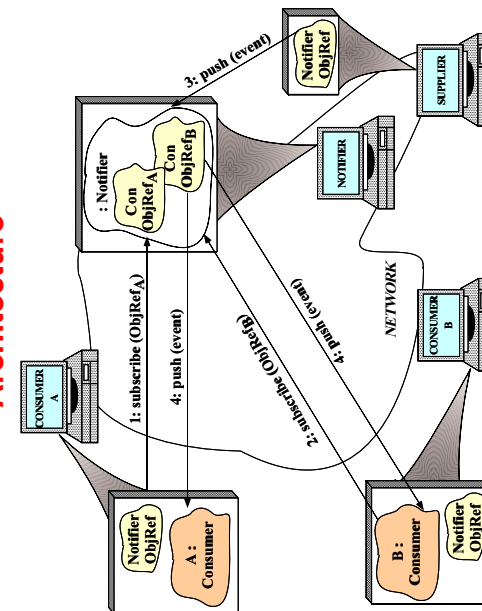 Architecture
CONSUMER
A
Notifier
ObjRef
A :
Consumer
1: subscribe (ObjRefA)
4: push (event)
: Notifier
Con
ObjRefA
Con
ObjRefB
3: push (event)
Notifier
ObjRef
SUPPLIER
NOTIFIER
2: subscribe (ObjRefB)
4: push (event)
NETWORK
CONSUMER
B
B :
Consumer
Notifier
ObjRef